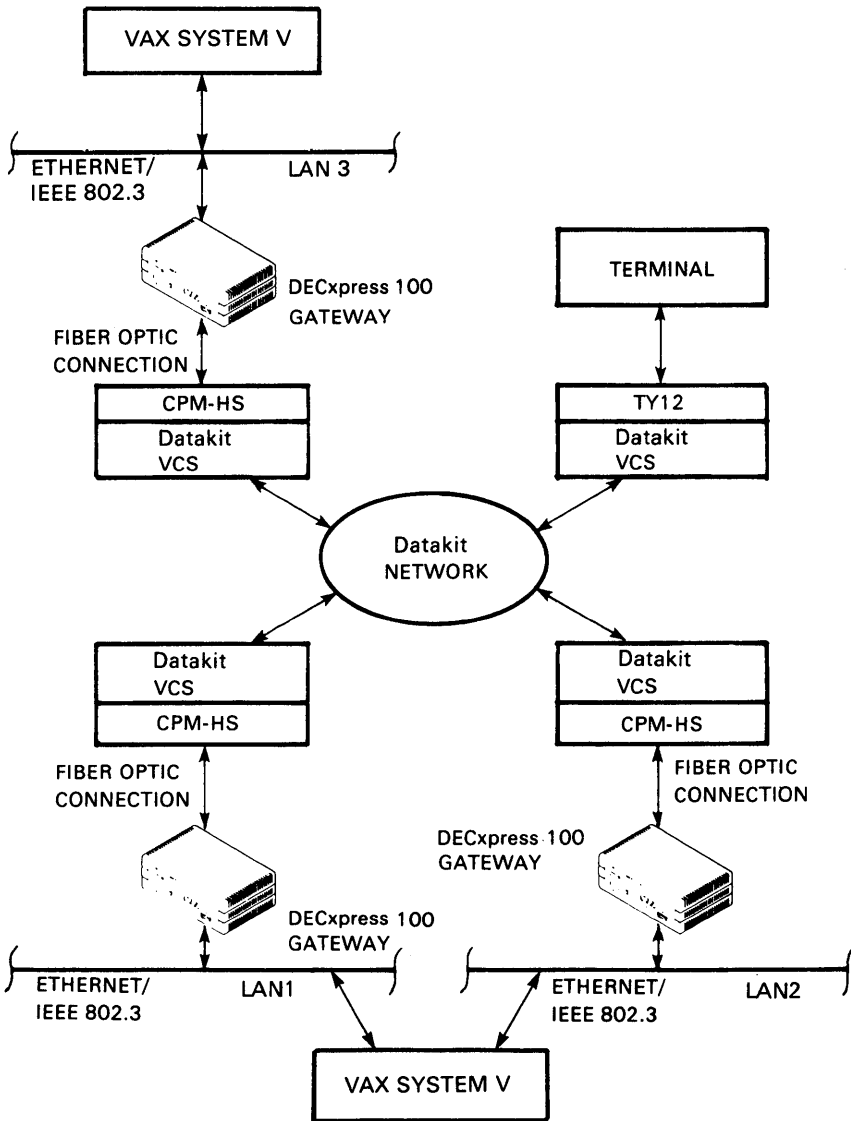 VAX SYSTEM V
ETHERNET/
IEEE 802.3
LAN 3
DECxpress 100
GATEWAY
FIBER OPTIC
CONNECTION
CPM-HS
Datakit
VCS
TERMINAL
TY12
Datakit
VCS
Datakit
NETWORK
Datakit
VCS
CPM-HS
FIBER OPTIC
CONNECTION
DECxpress 100
GATEWAY
ETHERNET/
IEEE 802.3
LAN1
Datakit
VCS
CPM-HS
FIBER OPTIC
CONNECTION
DECxpress 100
GATEWAY
ETHERNET/
IEEE 802.3
LAN2
VAX SYSTEM V